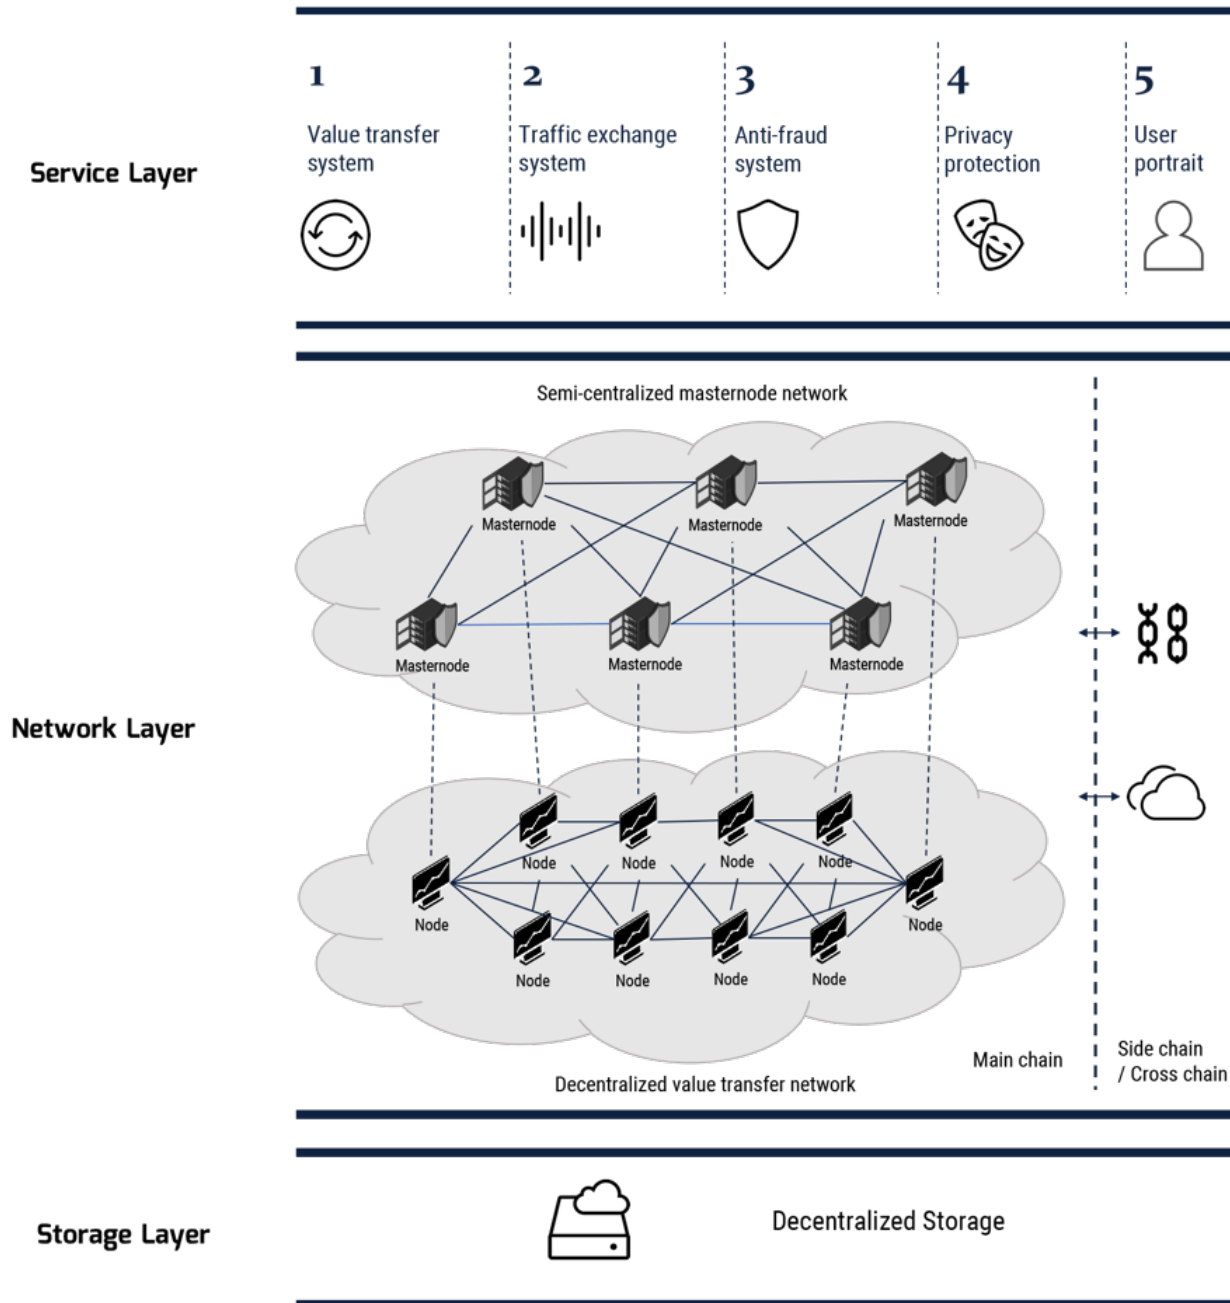 1
2
3
4
5
Value transfer
system
Traffic exchange
system
Anti-fraud
system
Privacy
protection
User
portrait
Service Layer
Semi-centralized masternode network
Masternode
Masternode
Masternode
Masternode
Masternode
Masternode
Network Layer
Node
Node
Node
Node
Node
Node
Node
Node
Node
Node
Main chain
Side chain
/ Cross chain
Decentralized value transfer network
Storage Layer
Decentralized Storage